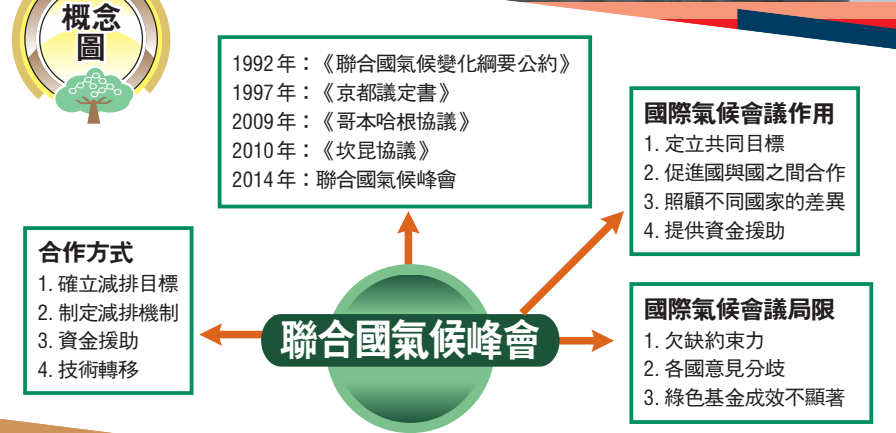 概念
圖
1992年：《聯合國氣候變化綱要公約》
1997年：《京都議定書》
2009年：《哥本哈根協議》
2010年：《坎昆協議》
2014年：聯合國氣候峰會
國際氣候會議作用
1. 定立共同目標
2. 促進國與國之間合作
3. 照顧不同國家的差異
4. 提供資金援助
合作方式
1. 確立減排目標
2. 制定減排機制
3. 資金援助
4. 技術轉移
聯合國氣候峰會
國際氣候會議局限
1. 欠缺約束力
2. 各國意見分歧
3. 綠色基金成效不顯著